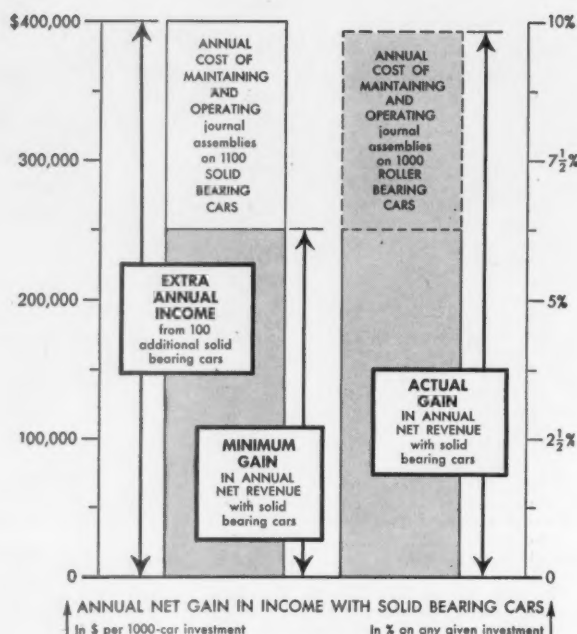 $400,000
300,000
200,000
100,000
0
ANNUAL
COST OF
MAINTAINING
AND
OPERATING
journal
assemblies
on 1100
SOLID
BEARING
CARS
ANNUAL
COST OF
MAINTAINING
AND
OPERATING
journal
assemblies
on 1000
ROLLER
BEARING
CARS
10%
7½%
5%
2½%
0
EXTRA
ANNUAL
INCOME
from 100
additional solid
bearing cars
MINIMUM
GAIN
IN ANNUAL
NET REVENUE
with solid
bearing cars
ACTUAL
GAIN
IN ANNUAL
NET REVENUE
with solid
bearing cars
ANNUAL NET GAIN IN INCOME WITH SOLID BEARING CARS
In $ per 1000-car investment
In % on any given investment